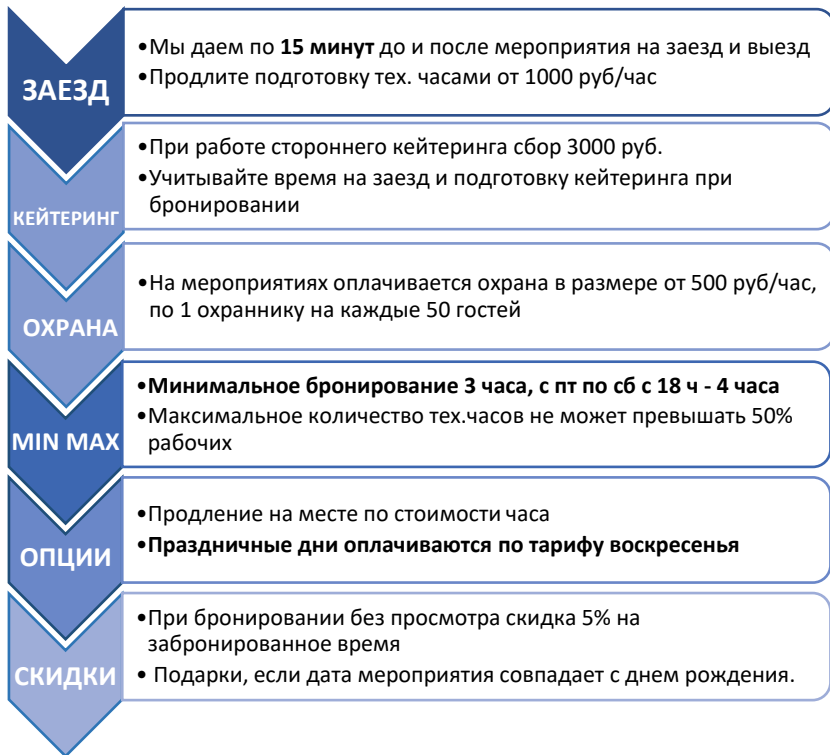 ЗАЕЗД
•Мы даем по 15 минут до и после мероприятия на заезд и выезд
•Продлите подготовку тех. часами от 1000 руб/час
КЕЙТЕРИНГ
•При работе стороннего кейтеринга сбор 3000 руб.
•Учитывайте время на заезд и подготовку кейтеринга при
бронировании
ОХРАНА
•На мероприятиях оплачивается охрана в размере от 500 руб/час,
по 1 охраннику на каждые 50 гостей
MIN MAX
•Минимальное бронирование 3 часа, с пт по сб с 18 ч - 4 часа
•Максимальное количество тех.часов не может превышать 50%
рабочих
ОПЦИИ
•Продление на месте по стоимости часа
•Праздничные дни оплачиваются по тарифу воскресенья
СКИДКИ
•При бронировании без просмотра скидка 5% на
забронированное время
• Подарки, если дата мероприятия совпадает с днем рождения.